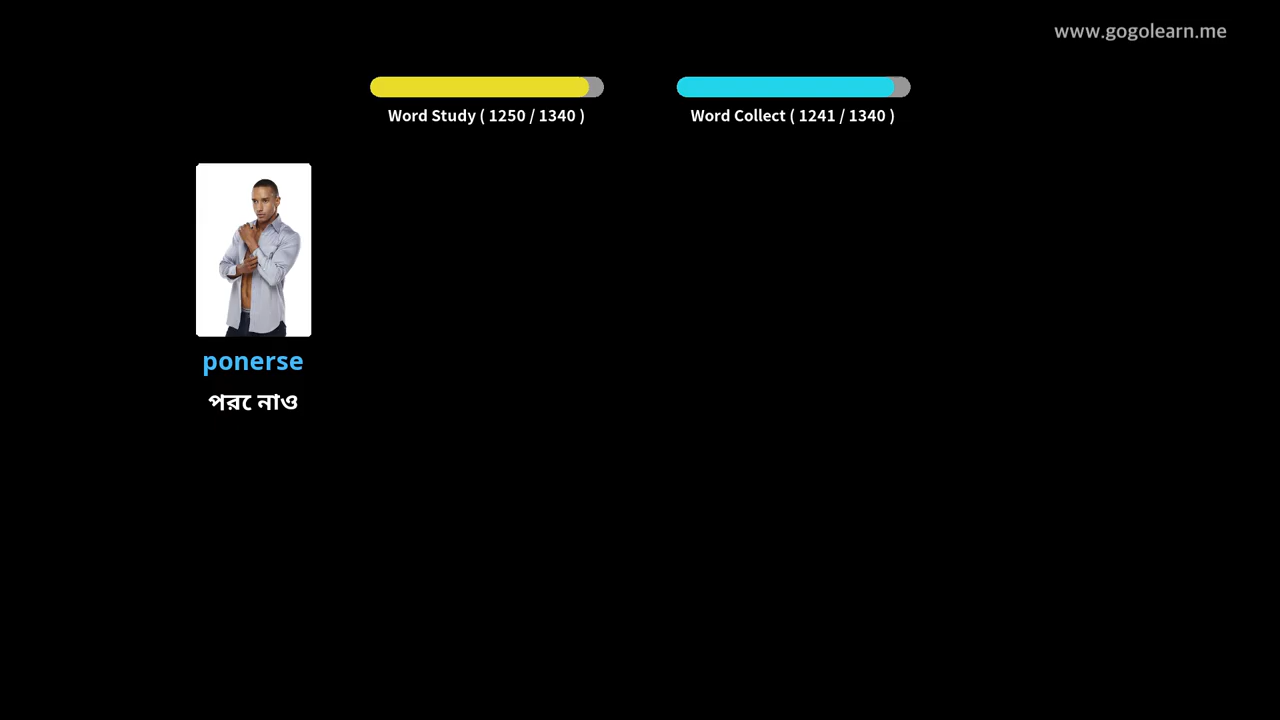 www.gogolearn.me
Word Study ( 1250 / 1340 )
Word Collect ( 1241 / 1340 )
ponerse
পরে নাও